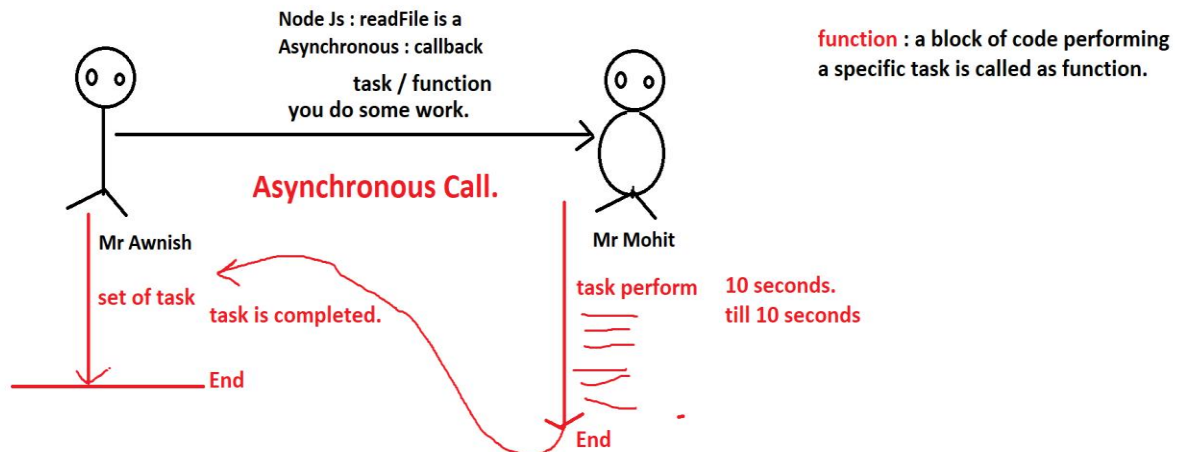 Node Js : readFile is a
Asynchronous : callback
task / function
you do some work.
function : a block of code performing
a specific task is called as function.
Asynchronous Call.
Mr Awnish
Mr Mohit
set of task
task is completed.
End
task perform
10 seconds.
till 10 seconds
End